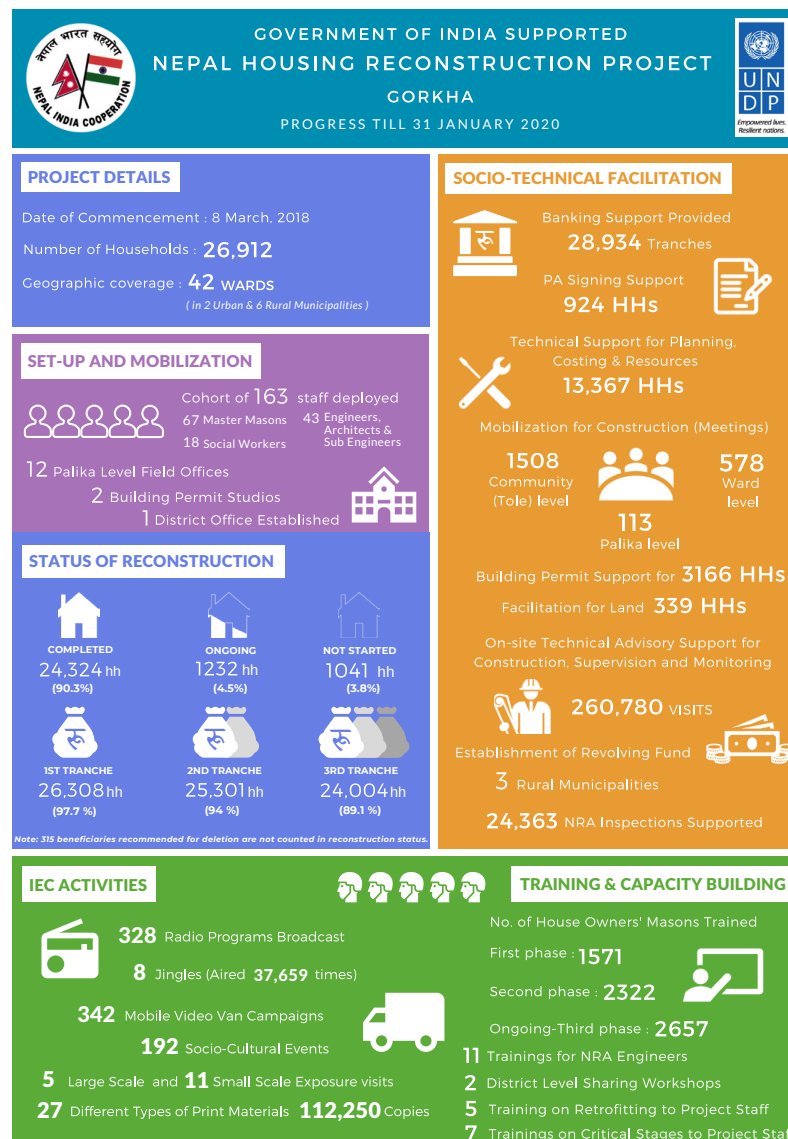 नेपाल भारत सहयोग
NEPAL INDIA COOPERATION
GOVERNMENT OF INDIA SUPPORTED
NEPAL HOUSING RECONSTRUCTION PROJECT
GORKHA
PROGRESS TILL 31 JANUARY 2020
U N
D P
Empowered lives.
Resilient nations.
PROJECT DETAILS
Date of Commencement : 8 March, 2018
Number of Households : 26,912
Geographic coverage : 42 WARDS
( in 2 Urban & 6 Rural Municipalities )
SET-UP AND MOBILIZATION
Cohort of 163 staff deployed
67 Master Masons
18 Social Workers
43 Engineers,
Architects &
Sub Engineers
12 Palika Level Field Offices
2 Building Permit Studios
1 District Office Established
STATUS OF RECONSTRUCTION
COMPLETED
24,324 hh
(90.3%)
ONGOING
1232 hh
(4.5%)
NOT STARTED
1041 hh
(3.8%)
रू
1ST TRANCHE
26,308 hh
(97.7 %)
रू
2ND TRANCHE
25,301 hh
(94 %)
रू
3RD TRANCHE
24,004 hh
(89.1 %)
Note: 315 beneficiaries recommended for deletion are not counted in reconstruction status.
SOCIO-TECHNICAL FACILITATION
रू
Banking Support Provided
28,934 Tranches
PA Signing Support
924 HHs
Technical Support for Planning,
Costing & Resources
13,367 HHs
Mobilization for Construction (Meetings)
1508
Community
(Tole) level
578
Ward
level
113
Palika level
Building Permit Support for 3166 HHs
Facilitation for Land 339 HHs
On-site Technical Advisory Support for
Construction, Supervision and Monitoring
260,780 VISITS
Establishment of Revolving Fund
3 Rural Municipalities
24,363 NRA Inspections Supported
IEC ACTIVITIES
328 Radio Programs Broadcast
8 Jingles (Aired 37,659 times)
342 Mobile Video Van Campaigns
192 Socio-Cultural Events
5 Large Scale and 11 Small Scale Exposure visits
27 Different Types of Print Materials 112,250 Copies
TRAINING & CAPACITY BUILDING
No. of House Owners' Masons Trained
First phase : 1571
Second phase : 2322
Ongoing-Third phase : 2657
11 Trainings for NRA Engineers
2 District Level Sharing Workshops
5 Training on Retrofitting to Project Staff
7 Trainings on Critical Stages to Project